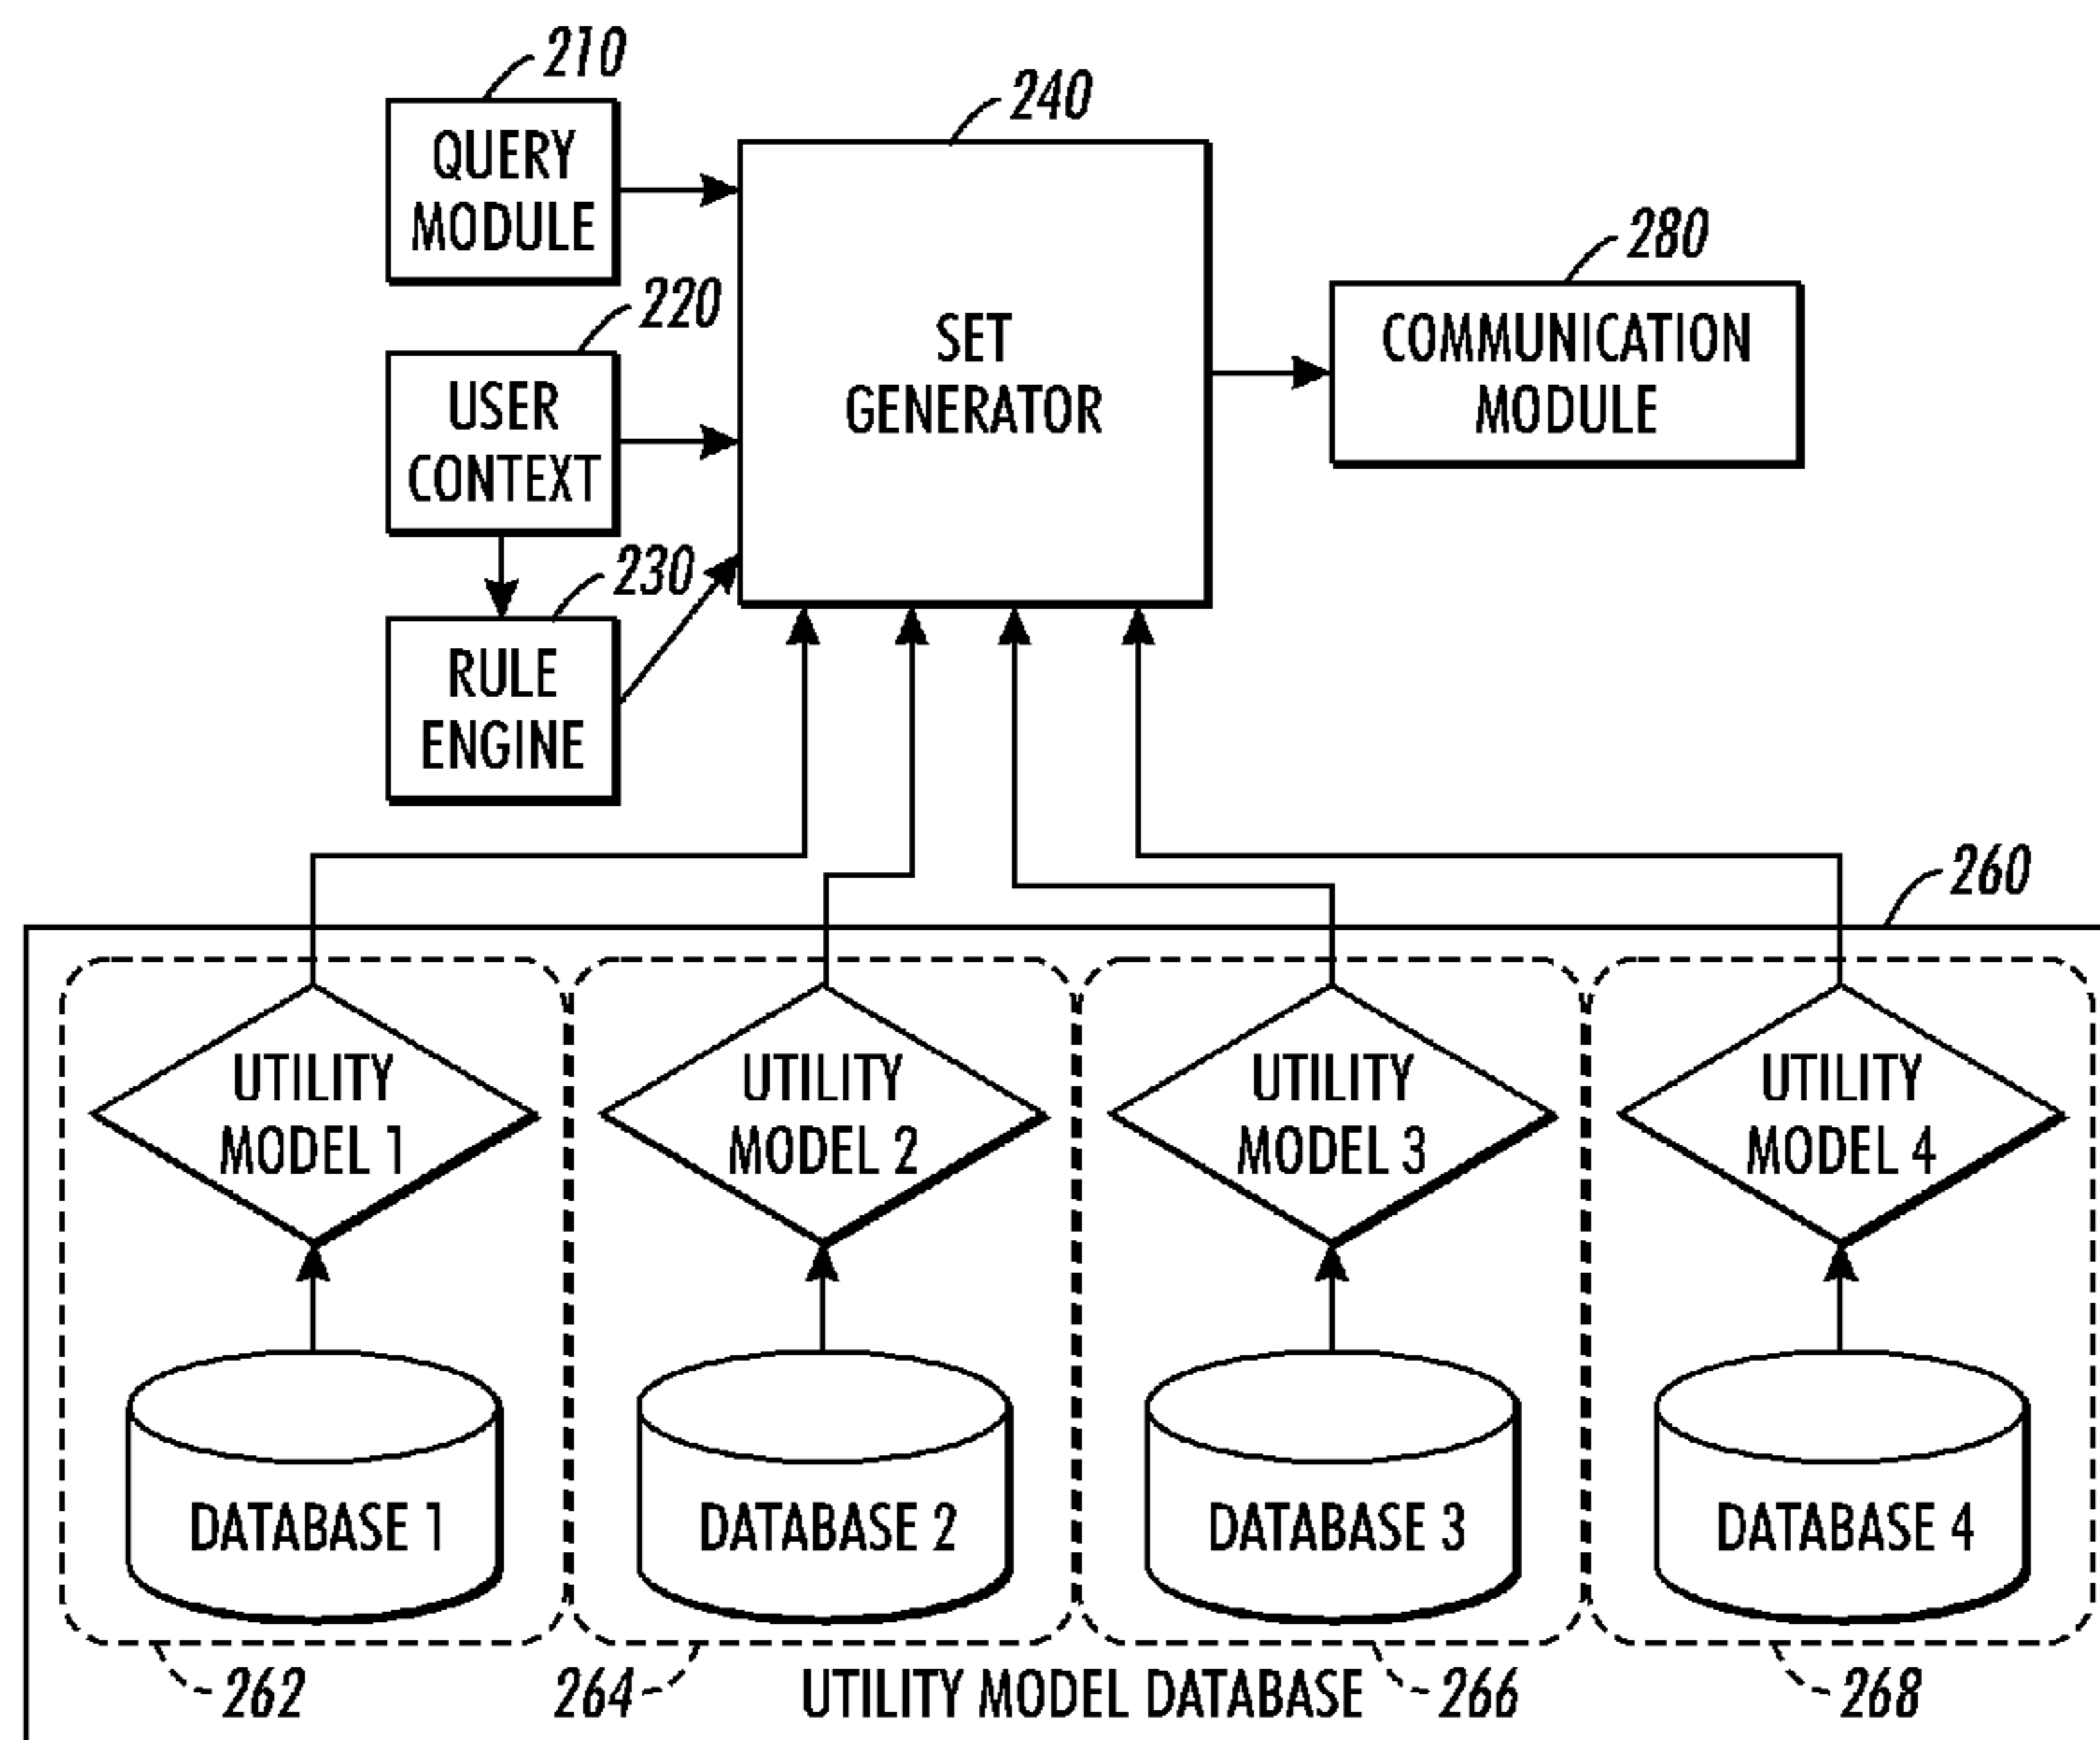 210
QUERY
MODULE
240
SET
GENERATOR
280
COMMUNICATION
MODULE
220
USER
CONTEXT
230
RULE
ENGINE
260
UTILITY
MODEL 1
UTILITY
MODEL 2
UTILITY
MODEL 3
UTILITY
MODEL 4
DATABASE 1
DATABASE 2
DATABASE 3
DATABASE 4
262
264
UTILITY MODEL DATABASE
266
268